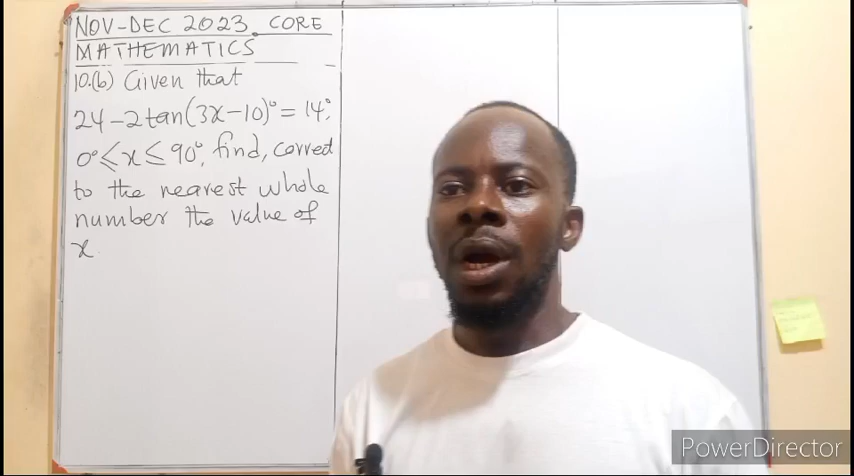 NOV-DEC 2023. CORE
MATHEMATICS
10.(b) Given that
24-2tan(3x-10)°= 14°,
0°≤x≤90°, find, correct
to the nearest whole
number the value of
x.
PowerDirector